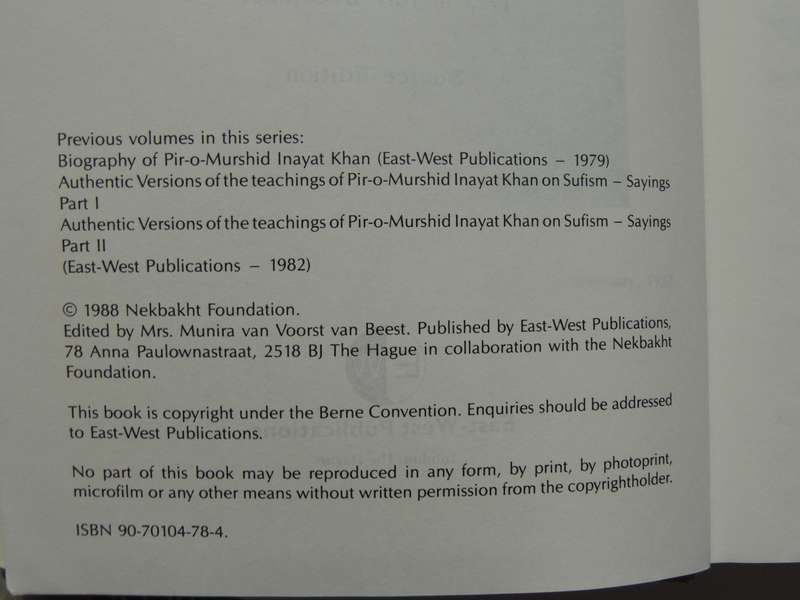 Previous volumes in this series:
Biography of Pir-o-Murshid Inayat Khan (East-West Publications – 1979)
Authentic Versions of the teachings of Pir-o-Murshid Inayat Khan on Sufism – Sayings
Part I
Authentic Versions of the teachings of Pir-o-Murshid Inayat Khan on Sufism – Sayings
Part II
(East-West Publications – 1982)
© 1988 Nekbakht Foundation.
Edited by Mrs. Munira van Voorst van Beest. Published by East-West Publications,
78 Anna Paulownastraat, 2518 BJ The Hague in collaboration with the Nekbakht
Foundation.
This book is copyright under the Berne Convention. Enquiries should be addressed
to East-West Publications.
No part of this book may be reproduced in any form, by print, by photoprint,
microfilm or any other means without written permission from the copyrightholder.
ISBN 90-70104-78-4.